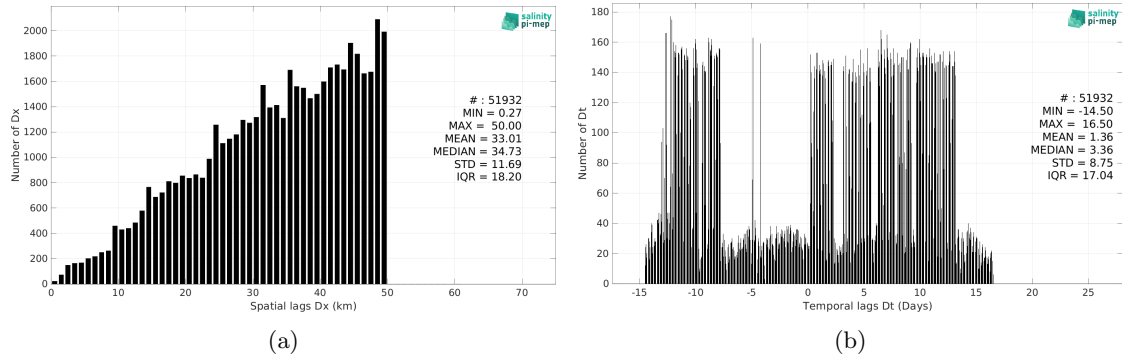 salinity
pi-mep
2000
1800
1600
1400
1200
1000
800
600
400
200
0
Number of Dx
# : 51932
MIN = 0.27
MAX = 50.00
MEAN = 33.01
MEDIAN = 34.73
STD = 11.69
IQR = 18.20
0 10 20 30 40 50 60 70
Spatial lags Dx (km)
(a)
salinity
pi-mep
180
160
140
120
100
80
60
40
20
0
Number of Dt
# : 51932
MIN = -14.50
MAX = 16.50
MEAN = 1.36
MEDIAN = 3.36
STD = 8.75
IQR = 17.04
-15 -10 -5 0 5 10 15 20 25
Temporal lags Dt (Days)
(b)